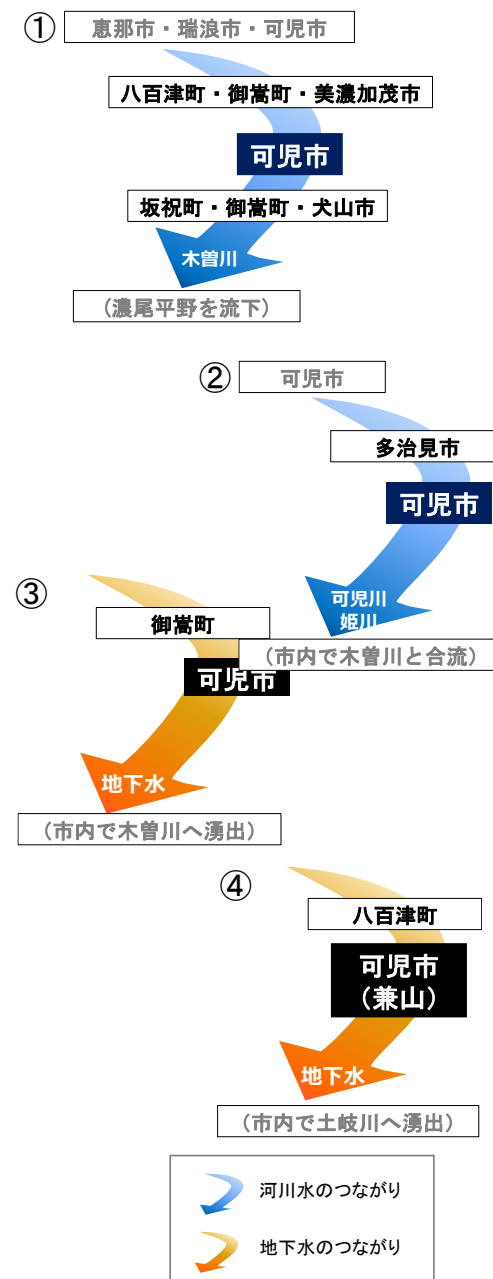 ①
恵那市・瑞浪市・可児市
八百津町・御嵩町・美濃加茂市
可児市
坂祝町・御嵩町・犬山市
木曽川
（濃尾平野を流下）
②
可児市
多治見市
可児市
可児川
姫川
（市内で木曽川と合流）
③
御嵩町
可児市
地下水
（市内で木曽川へ湧出）
④
八百津町
可児市
（兼山）
地下水
（市内で土岐川へ湧出）
河川水のつながり
地下水のつながり